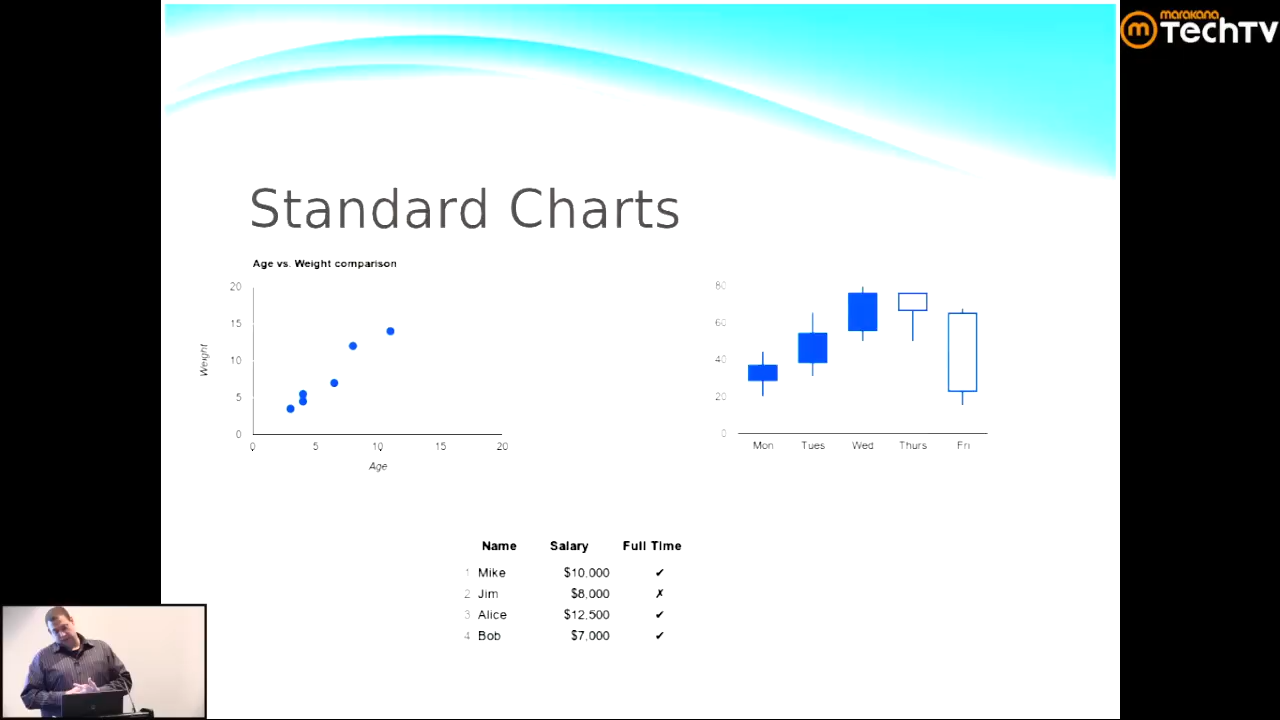 marakana
TechTV
Standard Charts
Age vs. Weight comparison
20
15
10
5
0
Weight
0 5 10 15 20
Age
80
60
40
20
0
Mon Tues Wed Thurs Fri
Name Salary Full Time
1 Mike $10,000 ✔
2 Jim $8,000 ✗
3 Alice $12,500 ✔
4 Bob $7,000 ✔